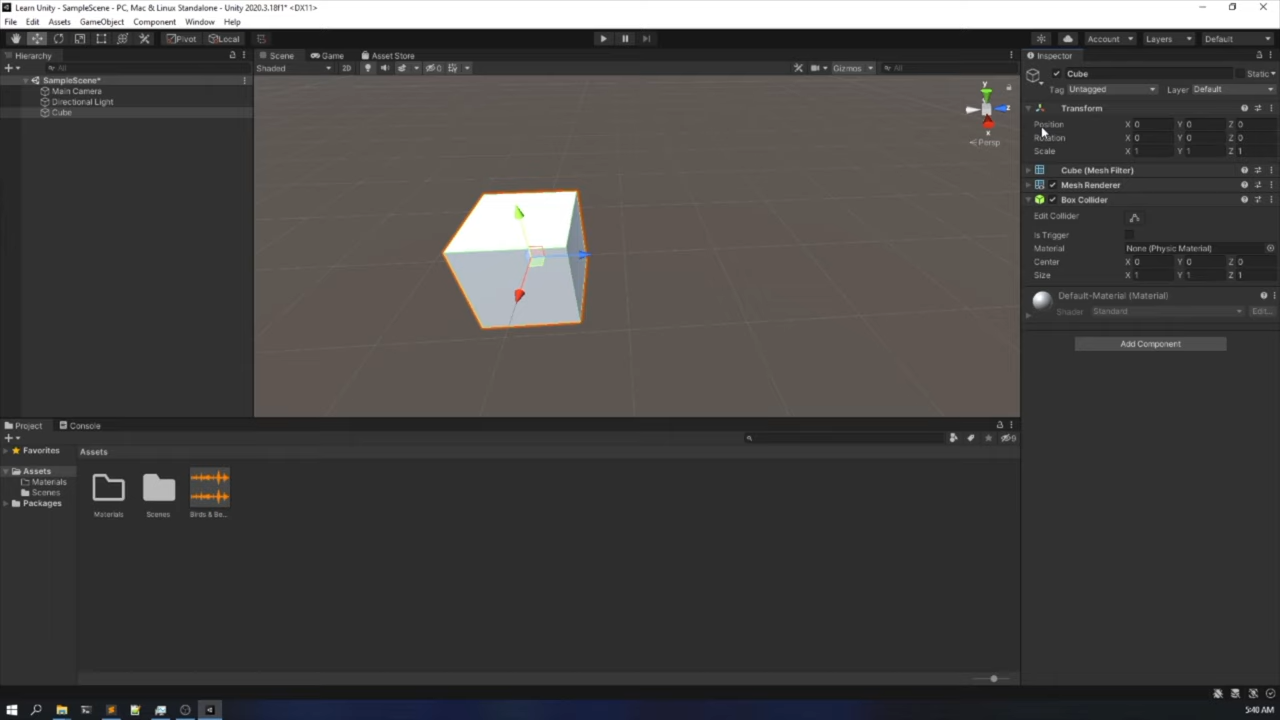 Learn Unity - SampleScene - PC, Mac & Linux Standalone - Unity 2020.3.18f1* <DX11>
File Edit Assets GameObject Component Window Help
Pivot Local Account Layers Default
Hierarchy Scene Game Asset Store Inspector
All Shaded 2D Gizmos All Cube Static
SampleScene* Tag Untagged Layer Default
Main Camera
Directional Light
Cube
y
z
x
Persp
Transform
Position X 0 Y 0 Z 0
Rotation X 0 Y 0 Z 0
Scale X 1 Y 1 Z 1
Cube (Mesh Filter)
Mesh Renderer
Box Collider
Edit Collider
Is Trigger
Material None (Physic Material)
Center X 0 Y 0 Z 0
Size X 1 Y 1 Z 1
Default-Material (Material)
Shader Standard Edit...
Add Component
Project Console
Favorites Assets
Assets
Materials
Scenes
Packages
Materials Scenes Birds & Be...
5:40 AM